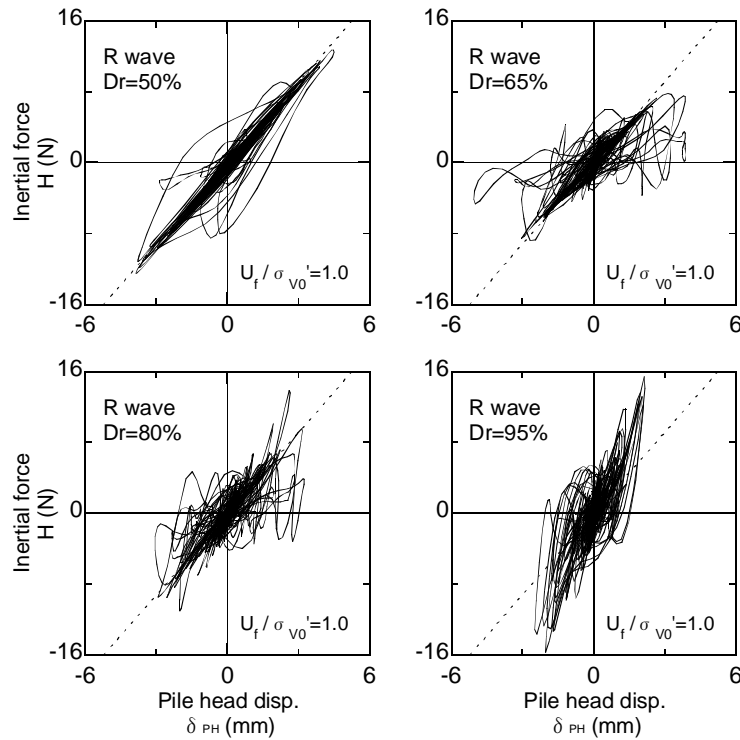 16
R wave
Dr=50%
Inertial force
H (N)
0
U_f / σ_V0'=1.0
-16
-6
0
6
16
R wave
Dr=65%
0
U_f / σ_V0'=1.0
-16
-6
0
6
16
R wave
Dr=80%
Inertial force
H (N)
0
U_f / σ_V0'=1.0
-16
-6
0
6
Pile head disp.
δ PH (mm)
16
R wave
Dr=95%
0
U_f / σ_V0'=1.0
-16
-6
0
6
Pile head disp.
δ PH (mm)